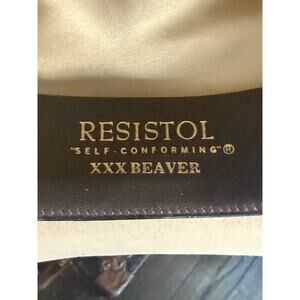 RESISTOL
"SELF-CONFORMING"®
XXX BEAVER